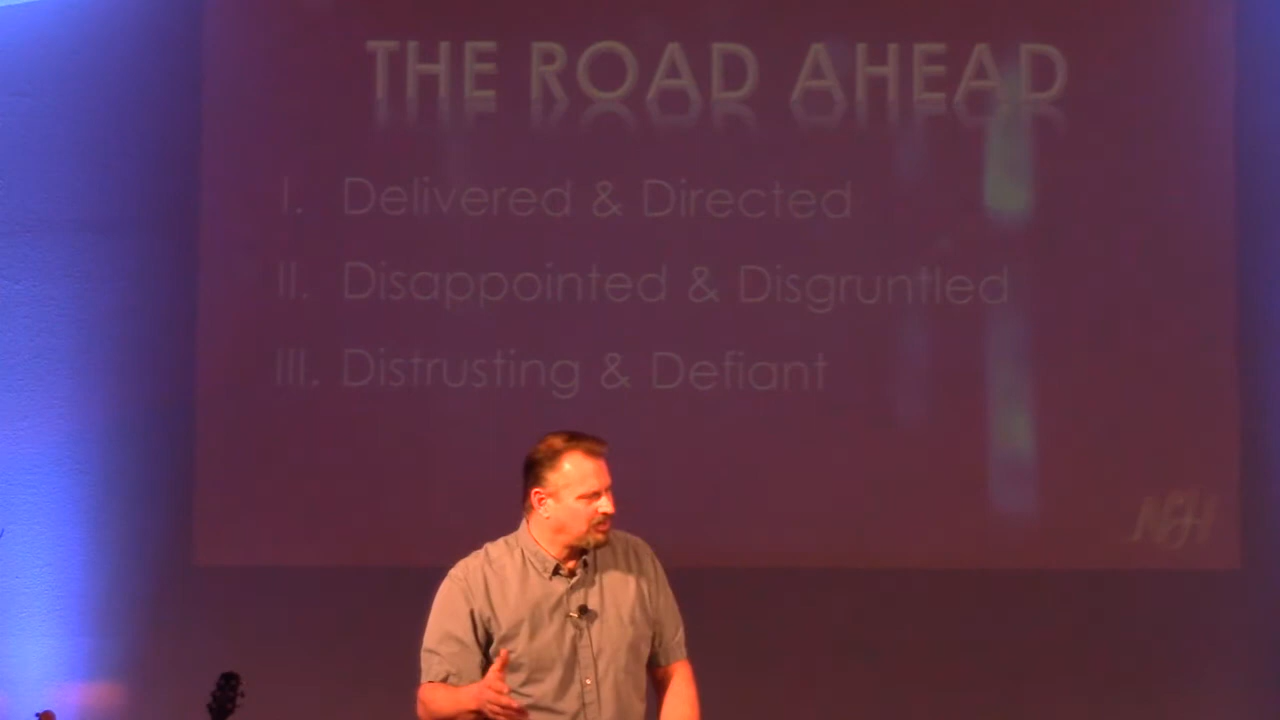 THE ROAD AHEAD
I. Delivered & Directed
II. Disappointed & Disgruntled
III. Distrusting & Defiant